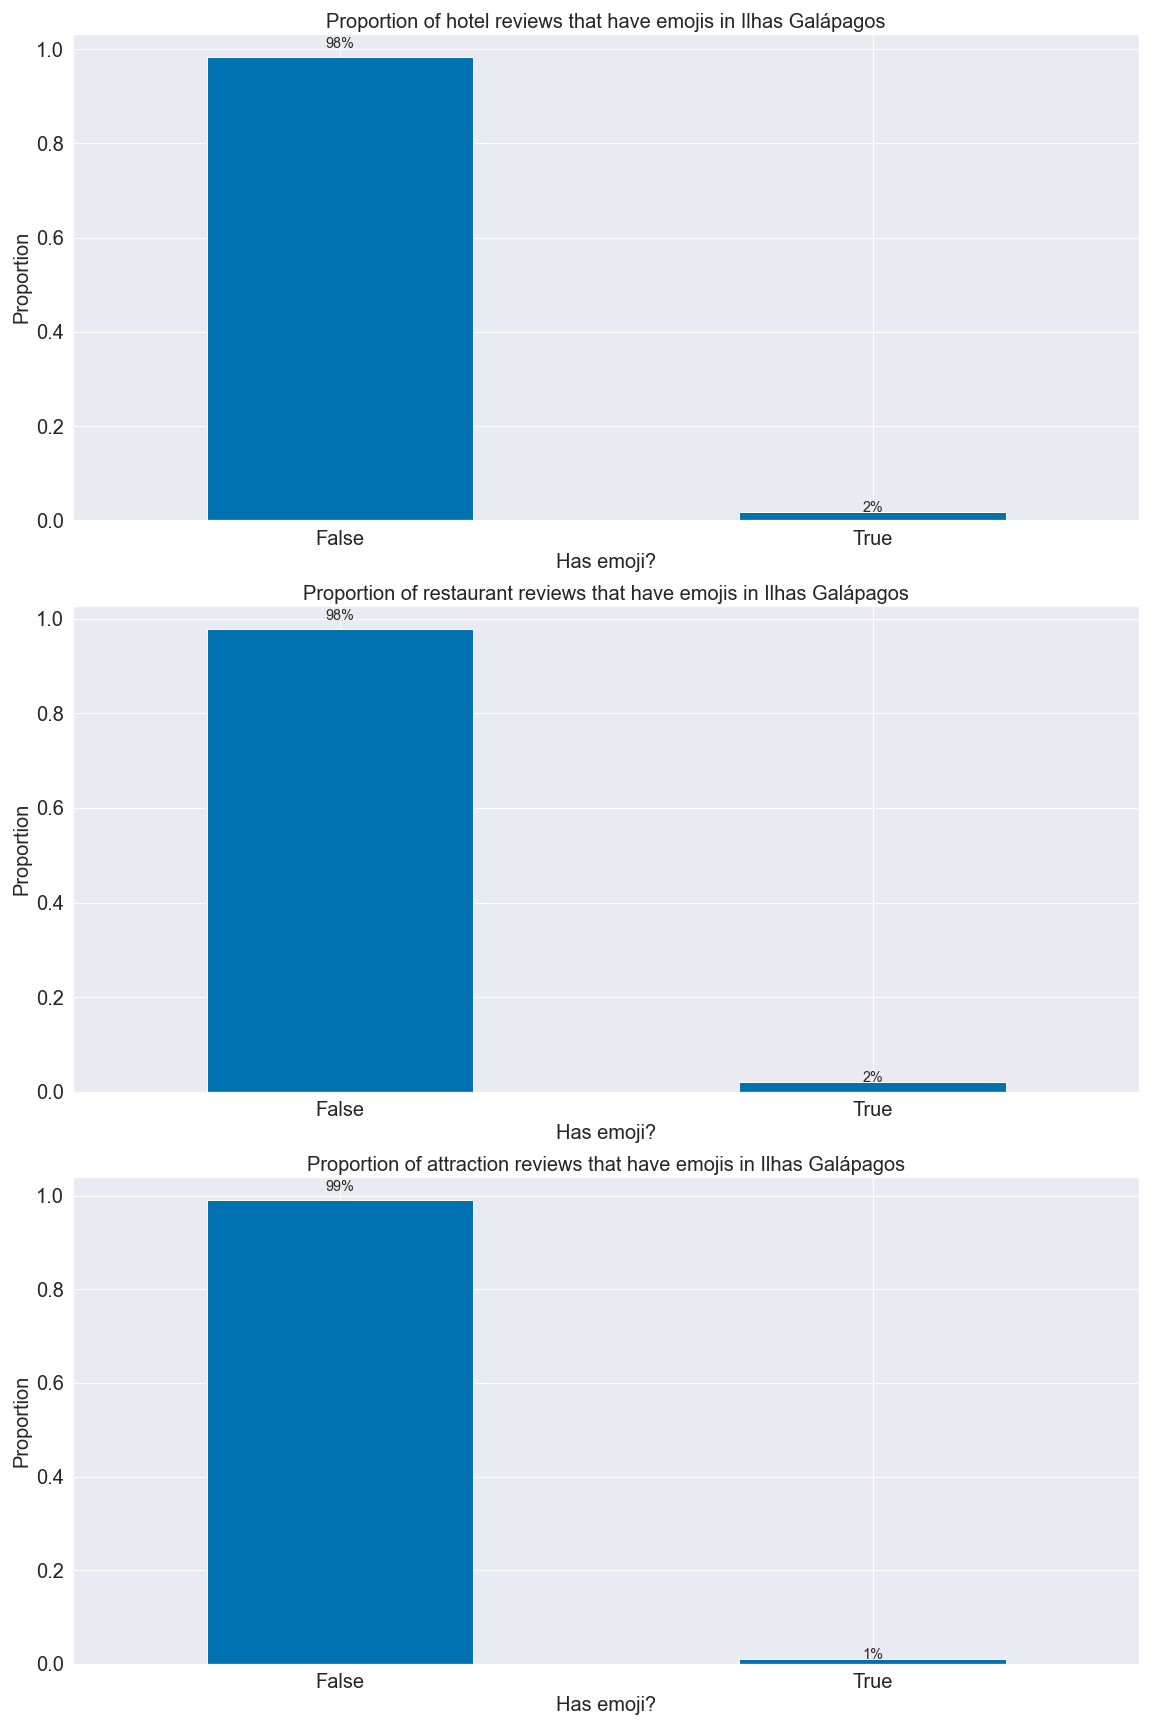 Proportion of hotel reviews that have emojis in Ilhas Galápagos
98%
1.0
0.8
0.6
0.4
0.2
0.0
Proportion
2%
False
True
Has emoji?
Proportion of restaurant reviews that have emojis in Ilhas Galápagos
98%
1.0
0.8
0.6
0.4
0.2
0.0
Proportion
2%
False
True
Has emoji?
Proportion of attraction reviews that have emojis in Ilhas Galápagos
99%
1.0
0.8
0.6
0.4
0.2
0.0
Proportion
1%
False
True
Has emoji?